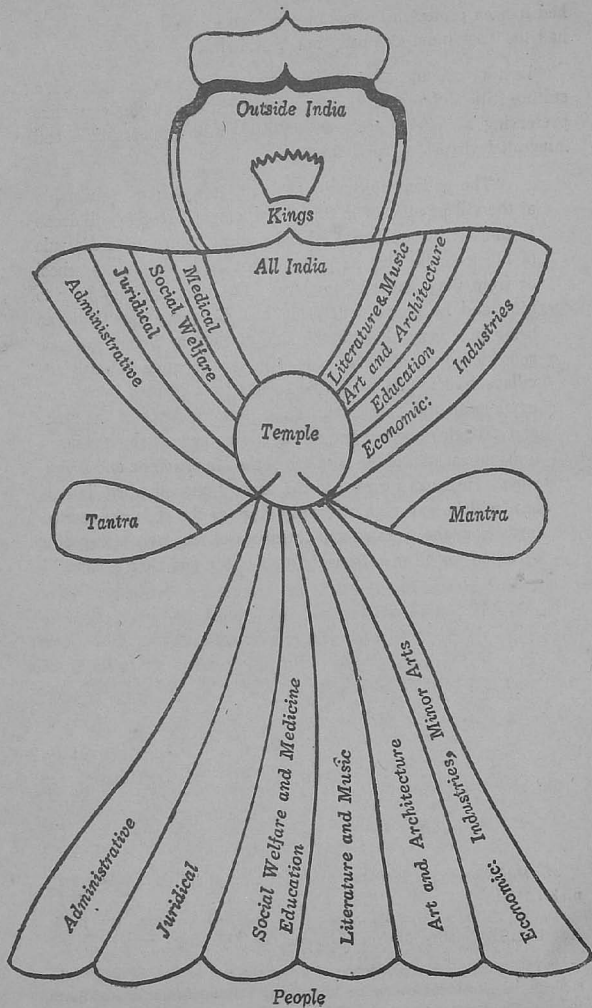 Outside India
Kings
All India
Administrative
Juridical
Social Welfare
Medical
Literature & Music
Art and Architecture
Education
Economic: Industries
Temple
Tantra
Mantra
Administrative
Juridical
Social Welfare and Medicine
Education
Literature and Music
Art and Architecture
Economic: Industries, Minor Arts
People